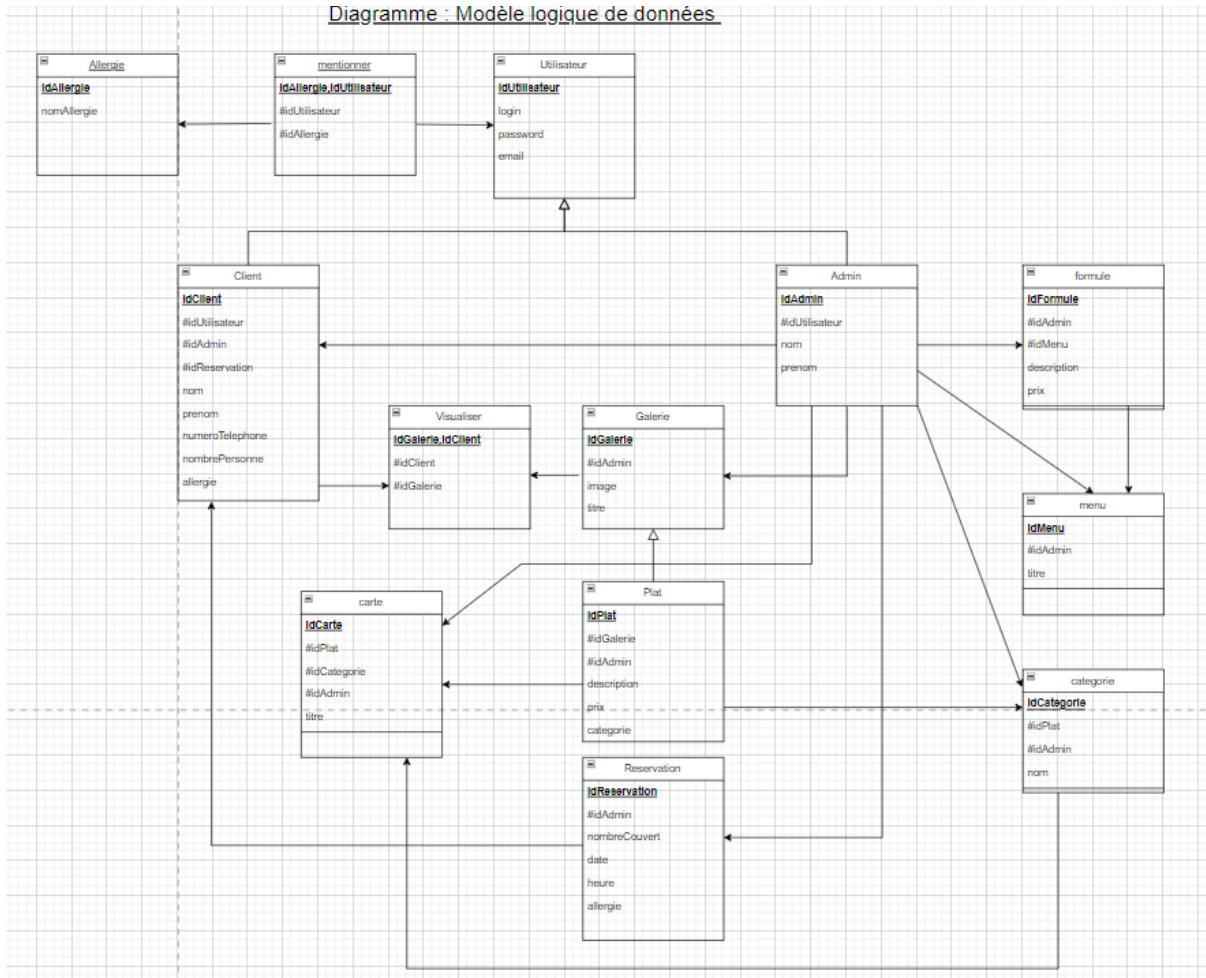 Diagramme : Modèle logique de données
Allergie
idAllergie
nomAllergie
mentionner
idAllergie,idUtilisateur
#idUtilisateur
#idAllergie
Utilisateur
idUtilisateur
login
password
email
Client
idClient
#idUtilisateur
#idAdmin
#idReservation
nom
prenom
numeroTelephone
nombrePersonne
allergie
Admin
idAdmin
#idUtilisateur
nom
prenom
formule
idFormule
#idAdmin
#idMenu
description
prix
Visualiser
idGalerie,idClient
#idClient
#idGalerie
Galerie
idGalerie
#idAdmin
image
titre
menu
idMenu
#idAdmin
titre
carte
idCarte
#idPlat
#idCategorie
#idAdmin
titre
Plat
idPlat
#idGalerie
#idAdmin
description
prix
categorie
categorie
idCategorie
#idPlat
#idAdmin
nom
Reservation
idReservation
#idAdmin
nombreCouvert
date
heure
allergie